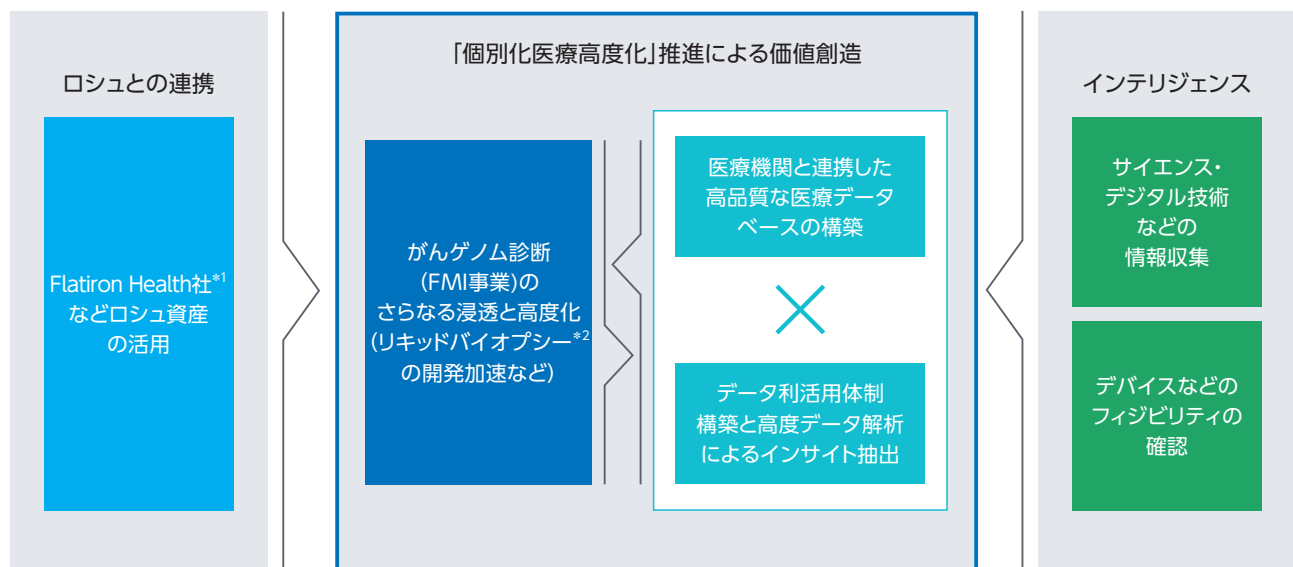 ロシュとの連携
Flatiron Health社*1
などロシュ資産
の活用
「個別化医療高度化」推進による価値創造
がんゲノム診断
(FMI事業)の
さらなる浸透と高度化
(リキッドバイオプシー*2
の開発加速など)
医療機関と連携した
高品質な医療データ
ベースの構築
×
データ利活用体制
構築と高度データ解析
によるインサイト抽出
インテリジェンス
サイエンス・
デジタル技術
などの
情報収集
デバイスなどの
フィジビリティの
確認